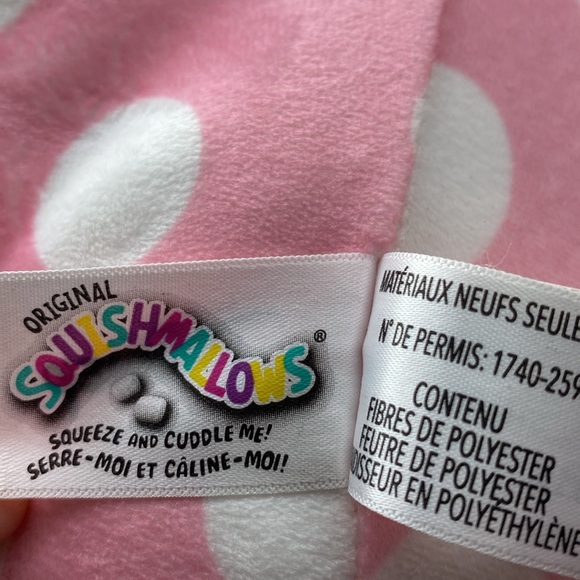 ORIGINAL
SQUISHMALLOWS®
SQUEEZE AND CUDDLE ME!
SERRE-MOI ET CÂLINE-MOI!
MATÉRIAUX NEUFS SEULE
N° DE PERMIS: 1740-259
CONTENU
FIBRES DE POLYESTER
FEUTRE DE POLYESTER
DISSEUR EN POLYÉTHYLÈNE